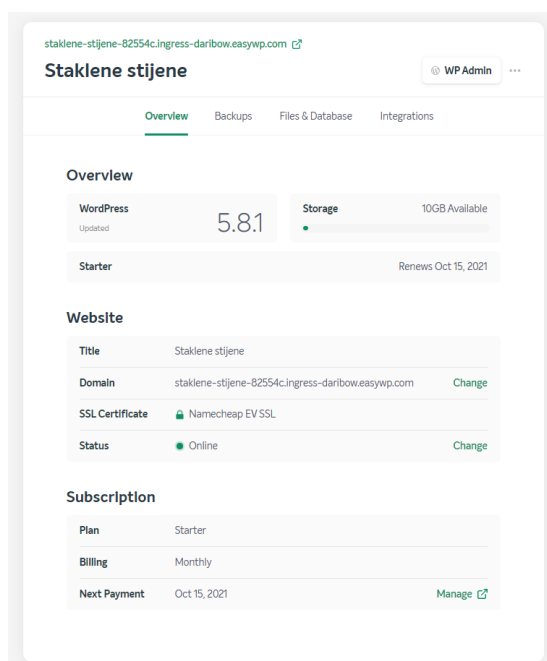 staklene-stijene-82554c.ingress-daribow.easywp.com
Staklene stijene
WP Admin
Overview Backups Files & Database Integrations
Overview
WordPress
Updated
5.8.1
Storage 10GB Available
Starter Renews Oct 15, 2021
Website
Title Staklene stijene
Domain staklene-stijene-82554c.ingress-daribow.easywp.com Change
SSL Certificate Namecheap EV SSL
Status Online Change
Subscription
Plan Starter
Billing Monthly
Next Payment Oct 15, 2021 Manage